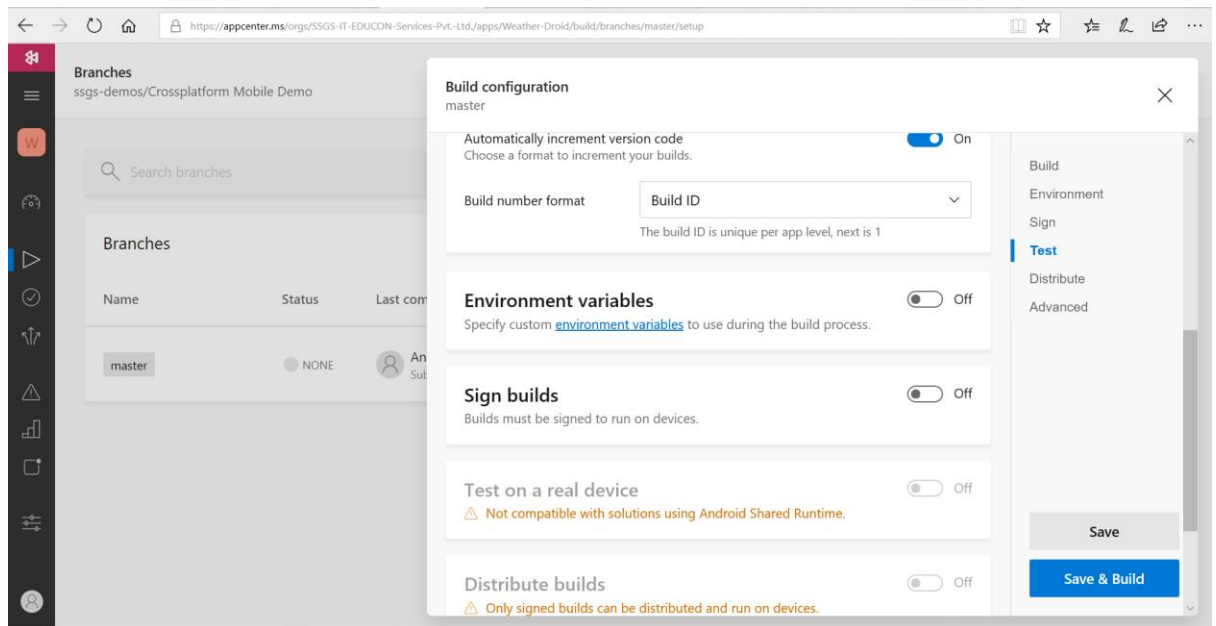 https://appcenter.ms/orgs/SSGS-IT-EDUCON-Services-Pvt.-Ltd./apps/Weather-Droid/build/branches/master/setup
Branches
ssgs-demos/Crossplatform Mobile Demo
W
Search branches
Branches
Name Status Last com
master NONE An
Sub
Build configuration
master
Automatically increment version code On
Choose a format to increment your builds.
Build number format Build ID
The build ID is unique per app level, next is 1
Environment variables Off
Specify custom environment variables to use during the build process.
Sign builds Off
Builds must be signed to run on devices.
Test on a real device Off
Not compatible with solutions using Android Shared Runtime.
Distribute builds Off
Only signed builds can be distributed and run on devices.
Build
Environment
Sign
Test
Distribute
Advanced
Save
Save & Build